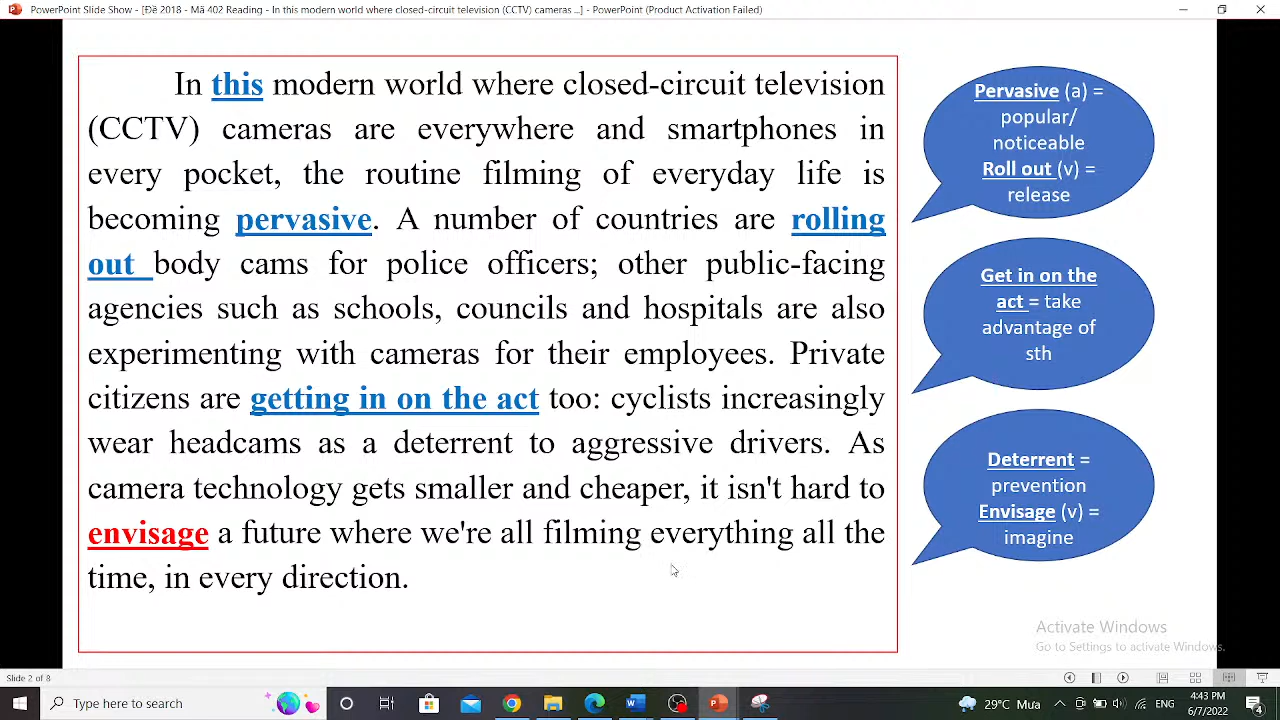 PowerPoint Slide Show - [Đề 2018 - Mã 402 Reading - In this modern world where closed-circuit television (CCTV) cameras ...] - PowerPoint (Product Activation Failed)
In this modern world where closed-circuit television
(CCTV) cameras are everywhere and smartphones in
every pocket, the routine filming of everyday life is
becoming pervasive. A number of countries are rolling
out body cams for police officers; other public-facing
agencies such as schools, councils and hospitals are also
experimenting with cameras for their employees. Private
citizens are getting in on the act too: cyclists increasingly
wear headcams as a deterrent to aggressive drivers. As
camera technology gets smaller and cheaper, it isn't hard to
envisage a future where we're all filming everything all the
time, in every direction.
Pervasive (a) =
popular/
noticeable
Roll out (v) =
release
Get in on the
act = take
advantage of
sth
Deterrent =
prevention
Envisage (v) =
imagine
Activate Windows
Go to Settings to activate Windows.
Slide 2 of 8
Type here to search
29°C Mưa
ENG
4:43 PM
6/7/2022
4